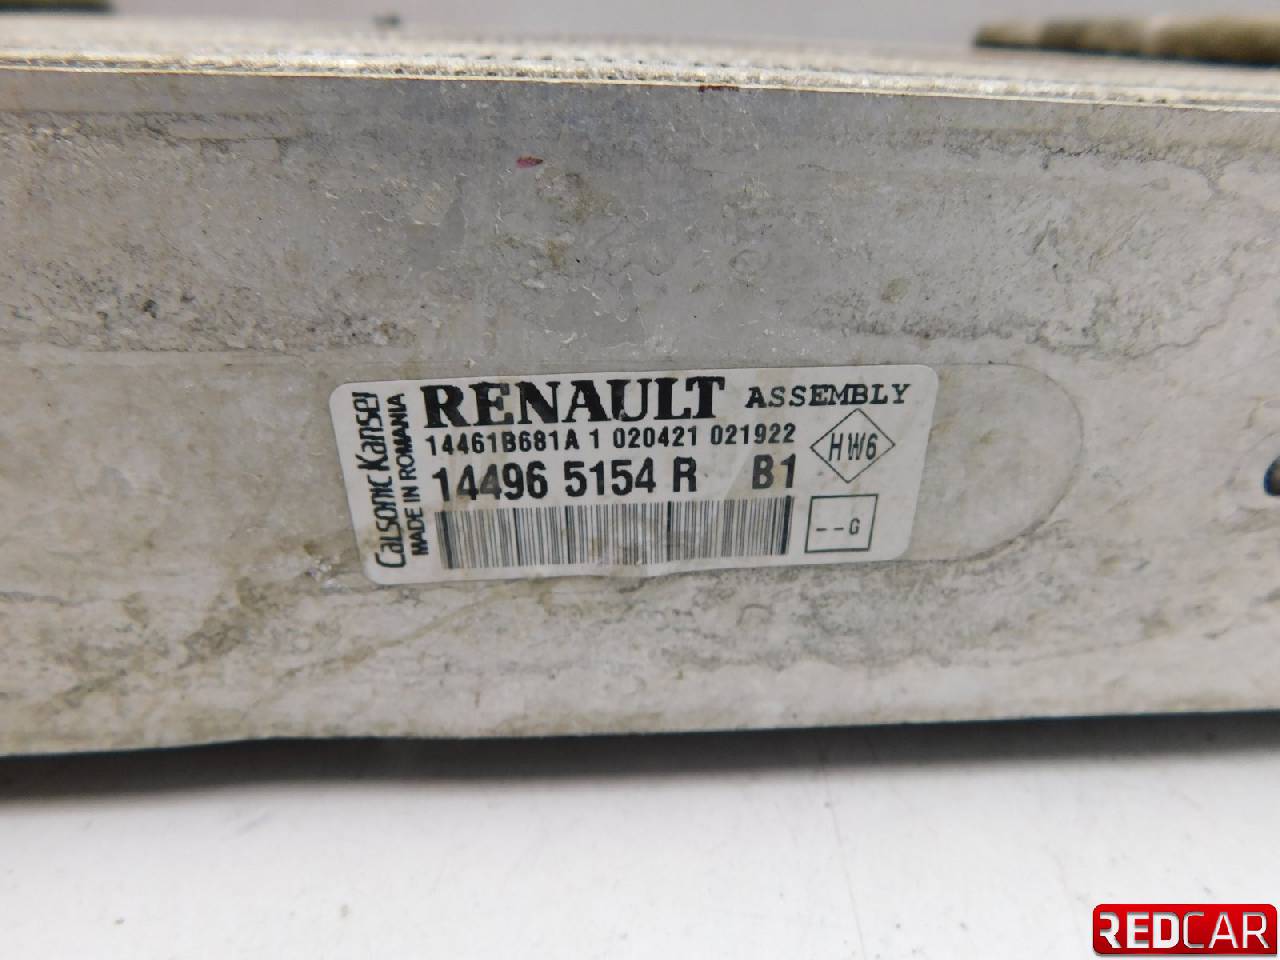 Calsonic Kansei
MADE IN ROMANIA
RENAULT ASSEMBLY
14461B681A 1 020421 021922
HW6
14496 5154 R B1
--G
REDCAR